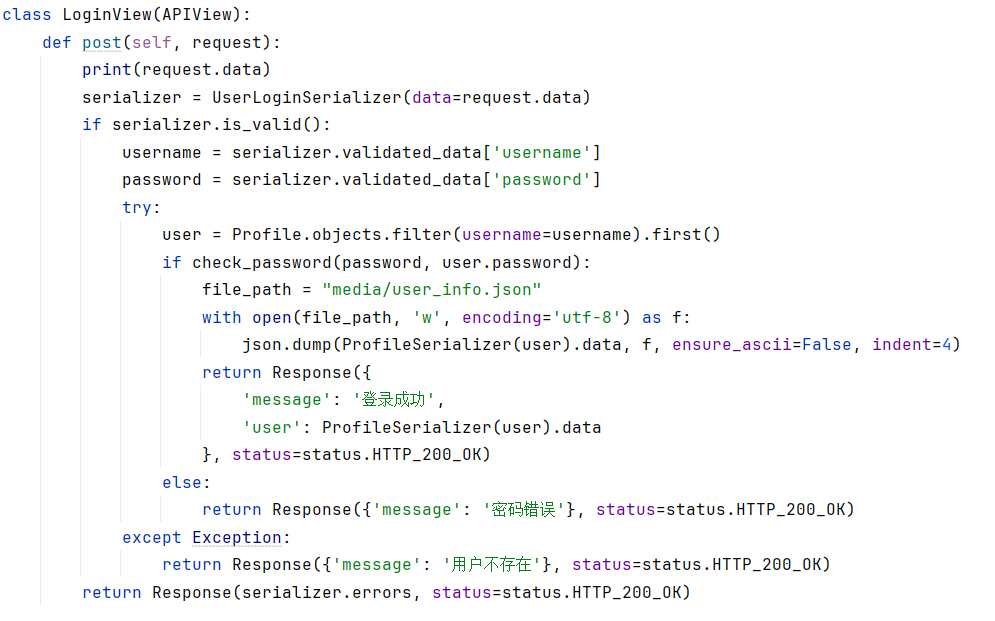 class LoginView(APIView):
    def post(self, request):
        print(request.data)
        serializer = UserLoginSerializer(data=request.data)
        if serializer.is_valid():
            username = serializer.validated_data['username']
            password = serializer.validated_data['password']
            try:
                user = Profile.objects.filter(username=username).first()
                if check_password(password, user.password):
                    file_path = "media/user_info.json"
                    with open(file_path, 'w', encoding='utf-8') as f:
                        json.dump(ProfileSerializer(user).data, f, ensure_ascii=False, indent=4)
                    return Response({
                        'message': '登录成功',
                        'user': ProfileSerializer(user).data
                    }, status=status.HTTP_200_OK)
                else:
                    return Response({'message': '密码错误'}, status=status.HTTP_200_OK)
            except Exception:
                return Response({'message': '用户不存在'}, status=status.HTTP_200_OK)
        return Response(serializer.errors, status=status.HTTP_200_OK)